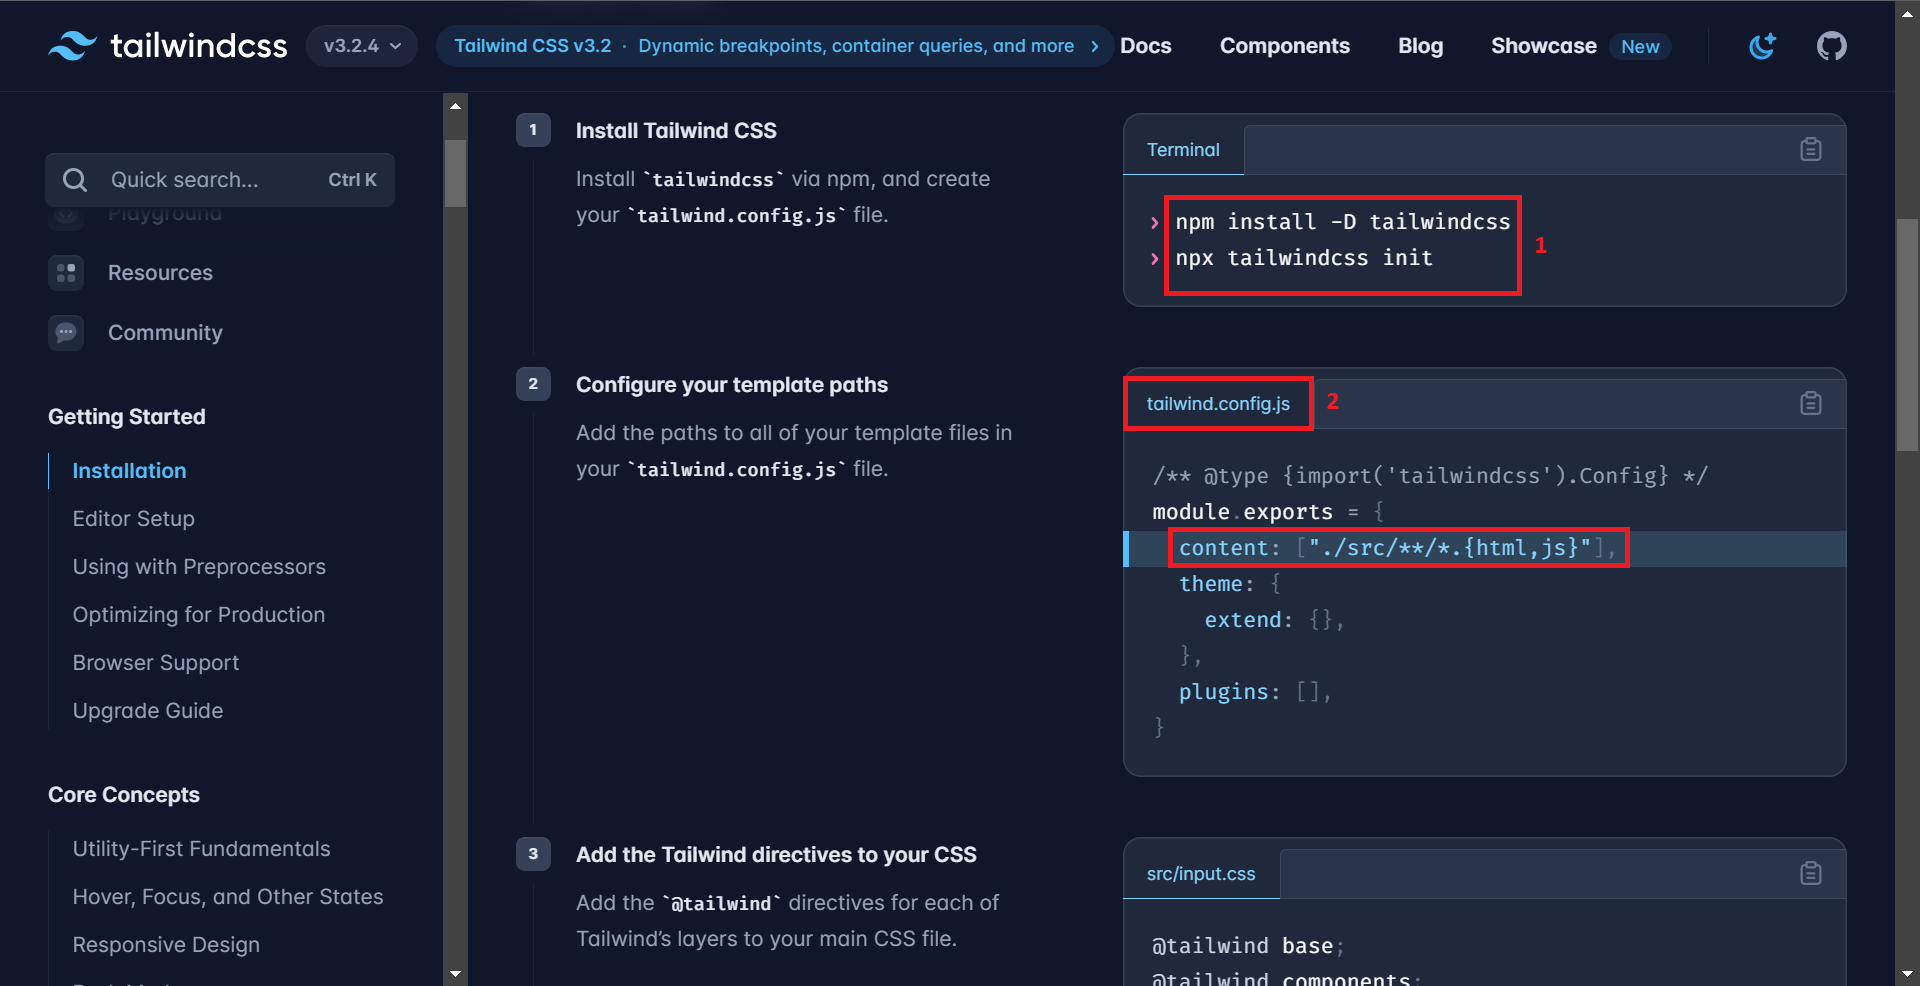 tailwindcss
v3.2.4
Tailwind CSS v3.2 · Dynamic breakpoints, container queries, and more
Docs
Components
Blog
Showcase
New
Quick search...
Ctrl K
Playground
Resources
Community
Getting Started
Installation
Editor Setup
Using with Preprocessors
Optimizing for Production
Browser Support
Upgrade Guide
Core Concepts
Utility-First Fundamentals
Hover, Focus, and Other States
Responsive Design
1
Install Tailwind CSS
Install `tailwindcss` via npm, and create
your `tailwind.config.js` file.
Terminal
› npm install -D tailwindcss
› npx tailwindcss init
1
2
Configure your template paths
Add the paths to all of your template files in
your `tailwind.config.js` file.
tailwind.config.js
2
/** @type {import('tailwindcss').Config} */
module.exports = {
content: ["./src/**/*.{html,js}"],
theme: {
extend: {},
},
plugins: [],
}
3
Add the Tailwind directives to your CSS
Add the `@tailwind` directives for each of
Tailwind's layers to your main CSS file.
src/input.css
@tailwind base;
@tailwind components;